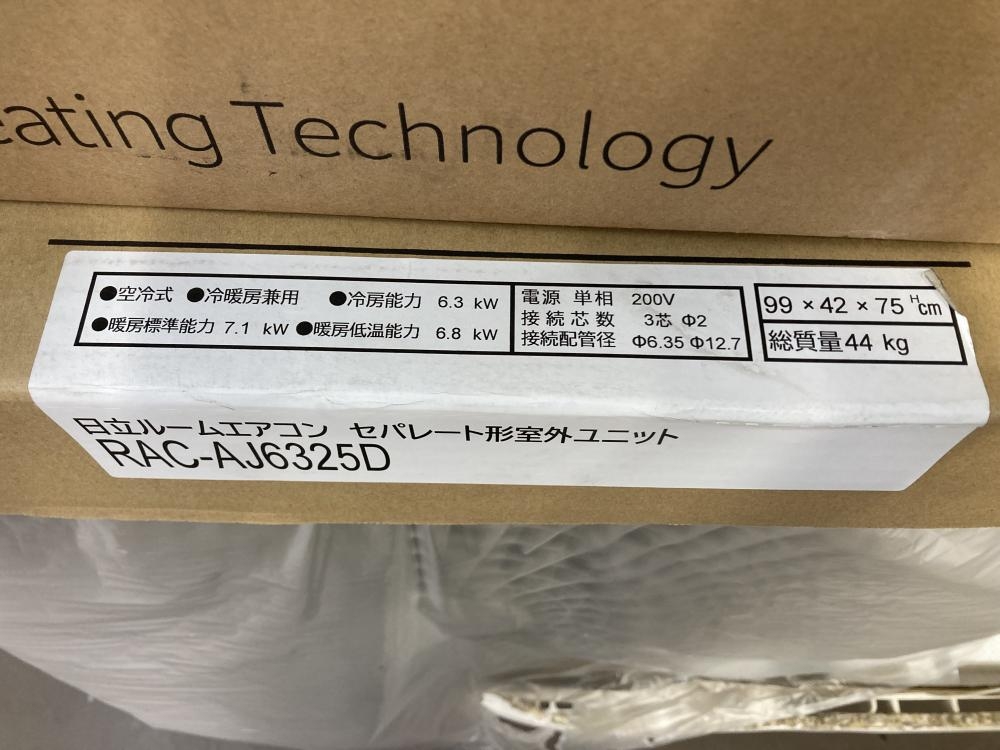 eating Technology
●空冷式 ●冷暖房兼用 ●冷房能力 6.3 kW
●暖房標準能力 7.1 kW ●暖房低温能力 6.8 kW
電源 単相 200V
接続芯数 3芯 Φ2
接続配管径 Φ6.35 Φ12.7
99 × 42 × 75 ᴴcm
総質量44 kg
日立ルームエアコン セパレート形室外ユニット
RAC-AJ6325D